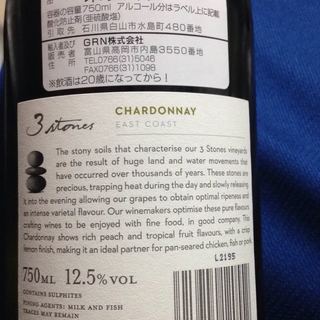 容器の容量750ml アルコール分はラベル上に記載
酸化防止剤(亜硫酸塩)
引取先 石川県白山市水島町
輸入者及び GRN株式会社
富山県高岡市内島3550番地
TEL0766(31)5046
FAX0766(31)1098
※飲酒は20歳になってから!
3 stones
CHARDONNAY
EAST COAST
The stony soils that characterise our 3 Stones vineyards
are the result of huge land and water movements that
have occurred over thousands of years. These stones are
precious, trapping heat during the day and slowly releasing
it into the evening allowing our grapes to obtain optimal ripeness and
an intense varietal flavour. Our winemakers optimise these pure flavours
crafting wines to be enjoyed with fine food, in good company. This
Chardonnay shows rich peach and tropical fruit flavours, with a crisp
lemon finish, making it an ideal partner for pan-seared chicken, fish or pork.
L2195
750ML 12.5%VOL
CONTAINS SULPHITES
FINING AGENTS: MILK AND FISH
TRACES MAY REMAIN